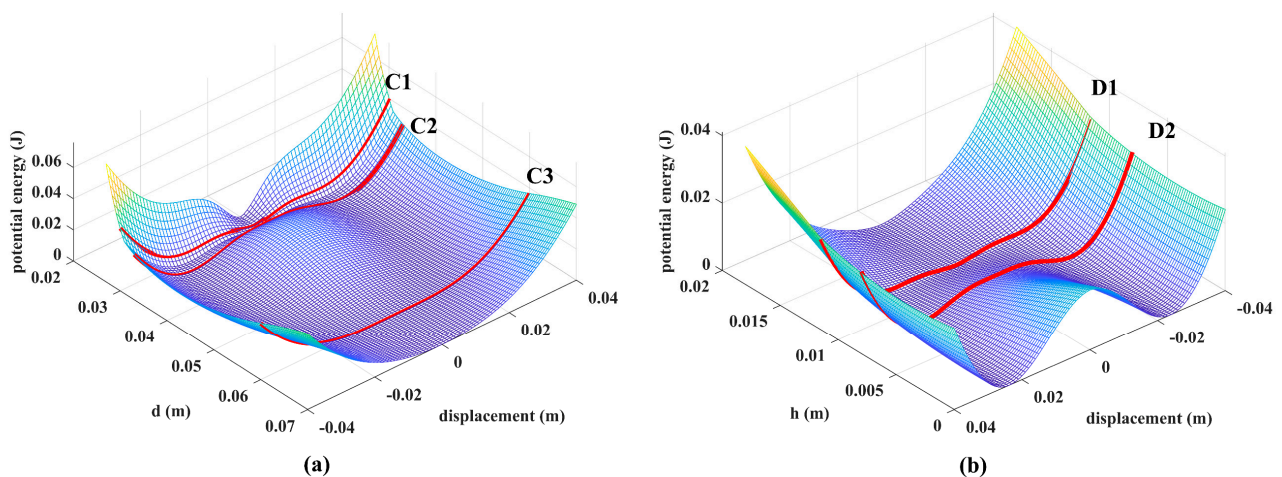 C1
C2
C3
potential energy (J)
0.06
0.04
0.02
0
0.02
0.03
0.04
0.05
0.06
0.07
d (m)
-0.04
-0.02
0
0.02
0.04
displacement (m)
(a)
D1
D2
potential energy (J)
0.04
0.02
0
0.02
0.015
0.01
0.005
0
h (m)
0.04
0.02
0
-0.02
-0.04
displacement (m)
(b)